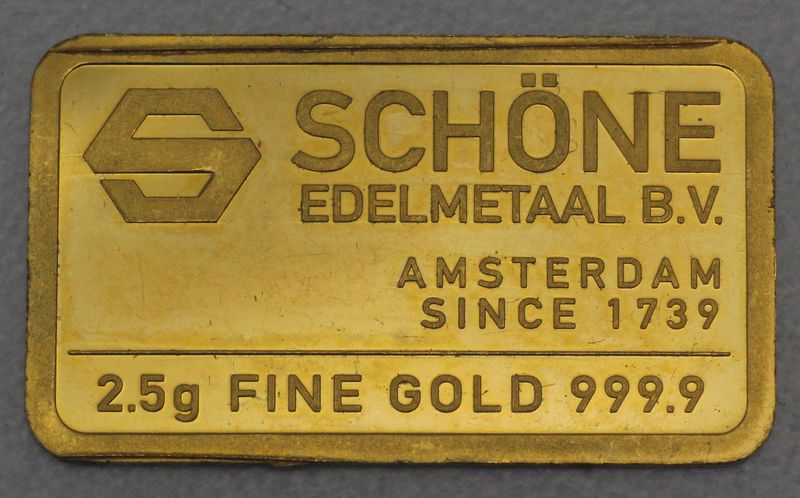 SCHÖNE
EDELMETAAL B.V.
AMSTERDAM
SINCE 1739
2.5g FINE GOLD 999.9